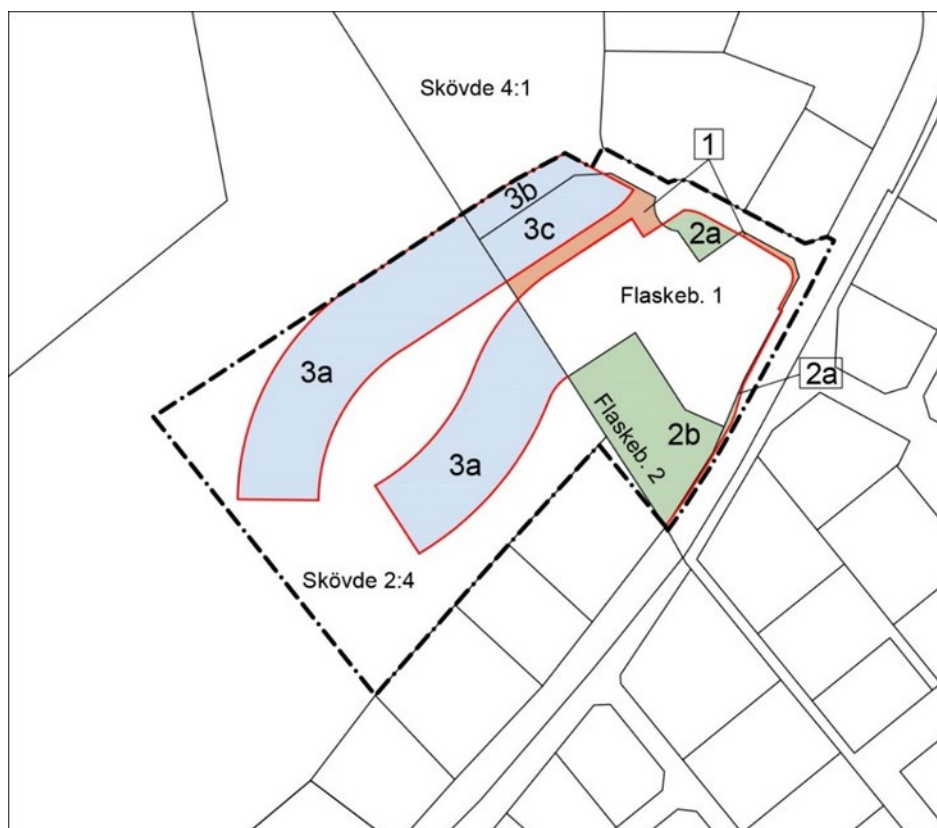 Skövde 4:1
1
3b
3c
2a
Flaskeb. 1
3a
2a
Flaskeb. 2
2b
3a
Skövde 2:4